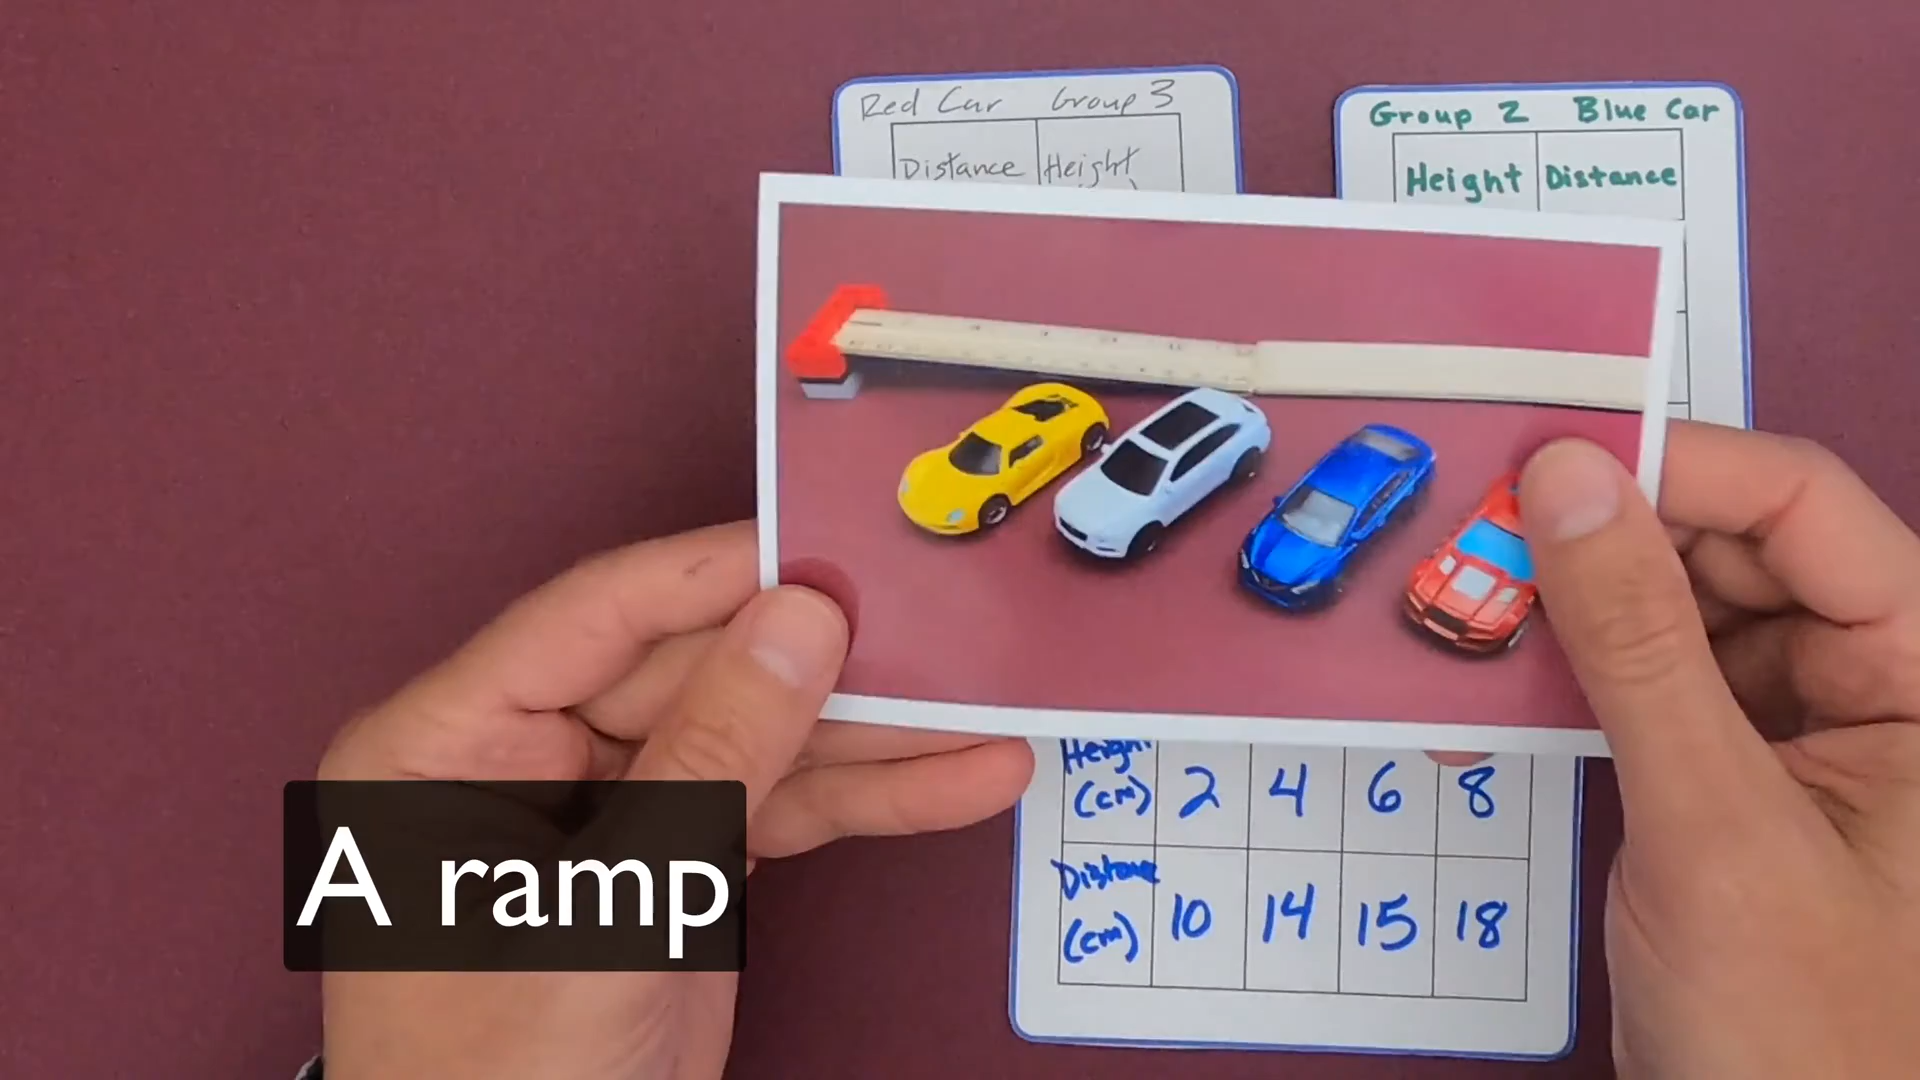 Red Car Group 3
Distance Height
Group 2 Blue Car
Height Distance
Height
(cm) 2 4 6 8
Distance
(cm) 10 14 15 18
A ramp